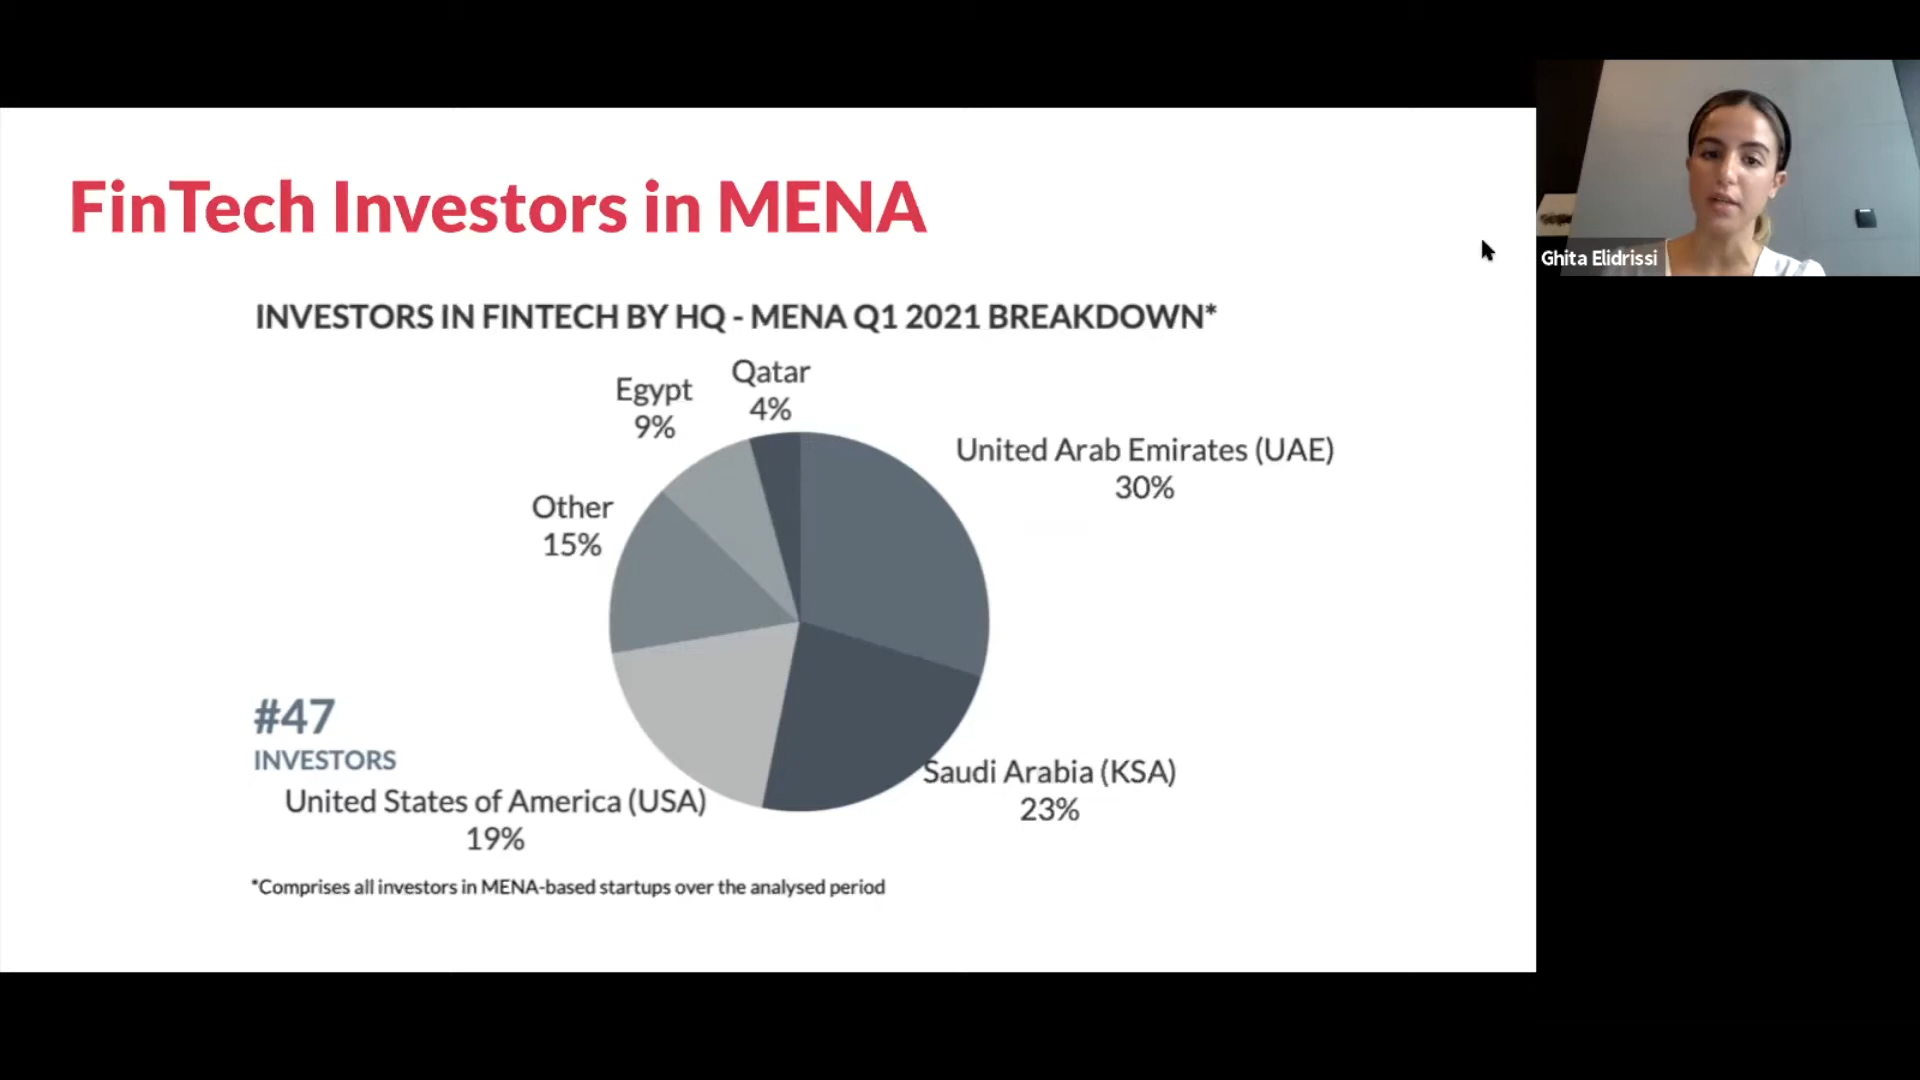 FinTech Investors in MENA
Ghita Elidrissi
INVESTORS IN FINTECH BY HQ - MENA Q1 2021 BREAKDOWN*
Qatar
4%
Egypt
9%
United Arab Emirates (UAE)
30%
Other
15%
#47
INVESTORS
Saudi Arabia (KSA)
23%
United States of America (USA)
19%
*Comprises all investors in MENA-based startups over the analysed period